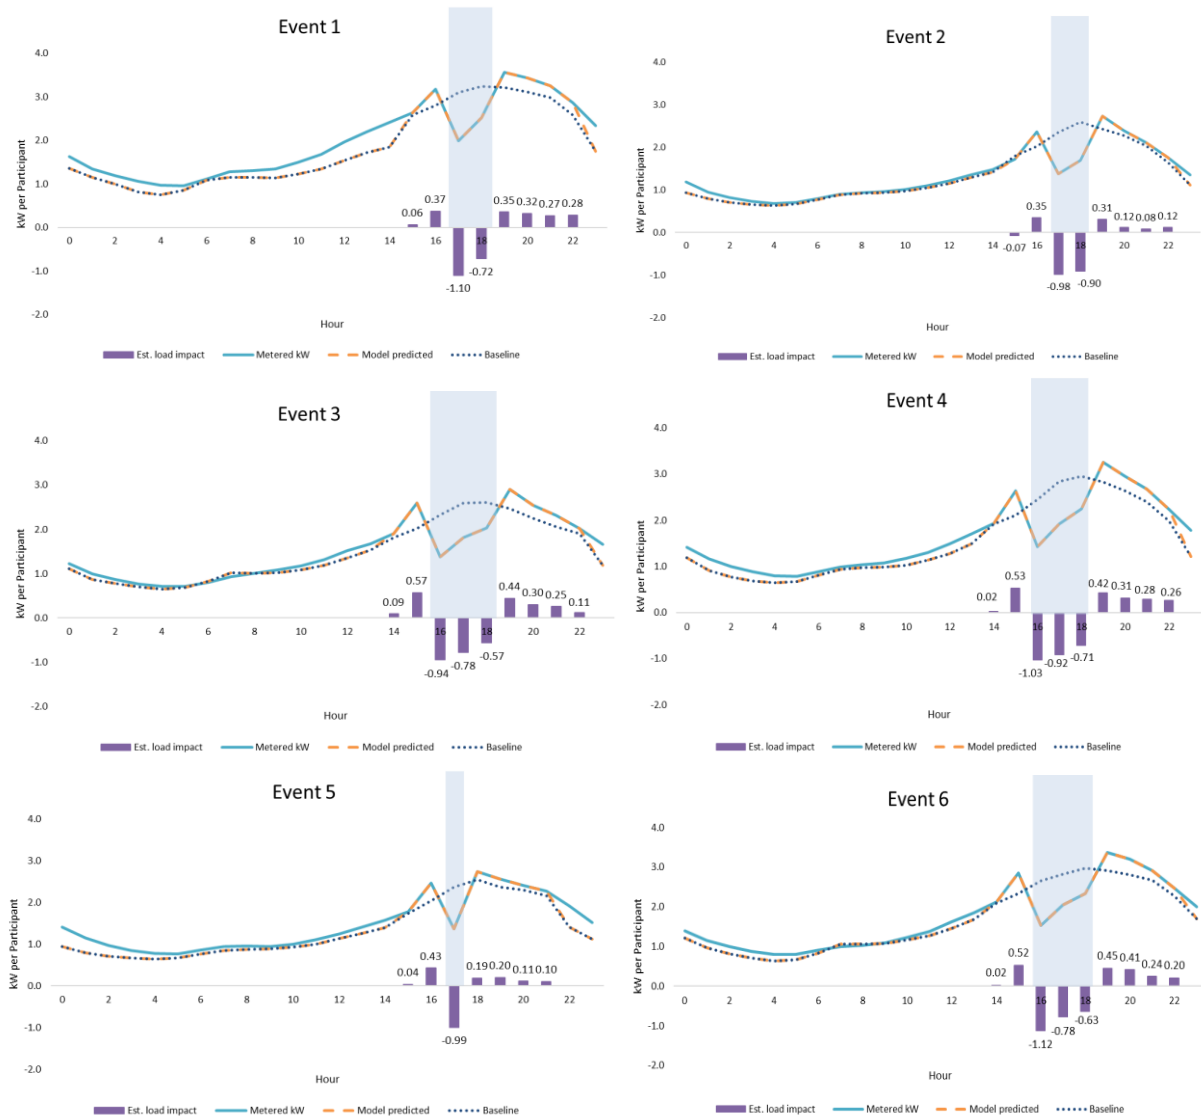 Event 1
4.0
3.0
2.0
1.0
0.0
-1.0
-2.0
kW per Participant
0.06 0.37 0.35 0.32 0.27 0.28
0 2 4 6 8 10 12 14 16 18 20 22
-0.72
-1.10
Hour
Est. load impact Metered kW Model predicted Baseline
Event 2
4.0
3.0
2.0
1.0
0.0
-1.0
-2.0
kW per Participant
0.35 0.31 0.12 0.08 0.12
0 2 4 6 8 10 12 14 16 18 20 22
-0.07
-0.98 -0.90
Hour
Est. load impact Metered kW Model predicted Baseline
Event 3
4.0
3.0
2.0
1.0
0.0
-1.0
-2.0
kW per Participant
0.09 0.57 0.44 0.30 0.25 0.11
0 2 4 6 8 10 12 14 16 18 20 22
-0.94 -0.78 -0.57
Hour
Est. load impact Metered kW Model predicted Baseline
Event 4
4.0
3.0
2.0
1.0
0.0
-1.0
-2.0
kW per Participant
0.02 0.53 0.42 0.31 0.28 0.26
0 2 4 6 8 10 12 14 16 18 20 22
-1.03 -0.92 -0.71
Hour
Est. load impact Metered kW Model predicted Baseline
Event 5
4.0
3.0
2.0
1.0
0.0
-1.0
-2.0
kW per Participant
0.04 0.43 0.19 0.20 0.11 0.10
0 2 4 6 8 10 12 14 16 18 20 22
-0.99
Hour
Est. load impact Metered kW Model predicted Baseline
Event 6
4.0
3.0
2.0
1.0
0.0
-1.0
-2.0
kW per Participant
0.02 0.52 0.45 0.41 0.24 0.20
0 2 4 6 8 10 12 14 16 18 20 22
-1.12 -0.78 -0.63
Hour
Est. load impact Metered kW Model predicted Baseline